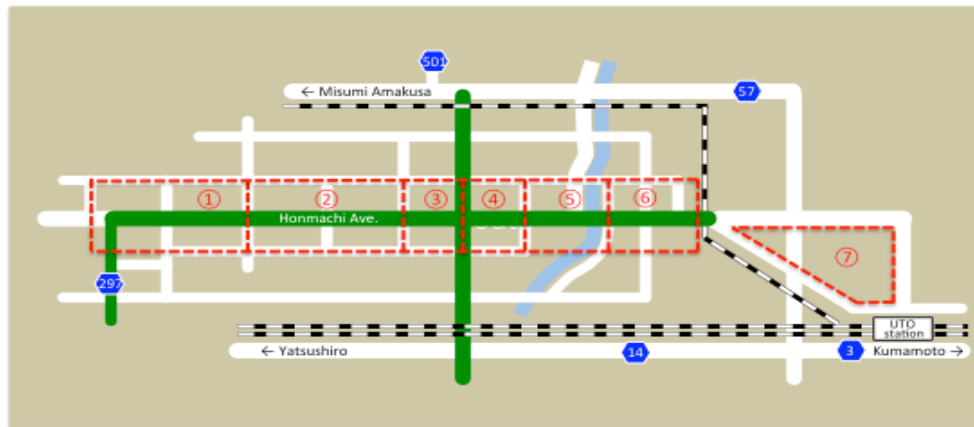 501
← Misumi Amakusa
57
① ② ③ ④ ⑤ ⑥
Honmachi Ave.
⑦
297
UTO
station
← Yatsushiro
14
3
Kumamoto →